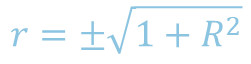 r = ±√1 + R²